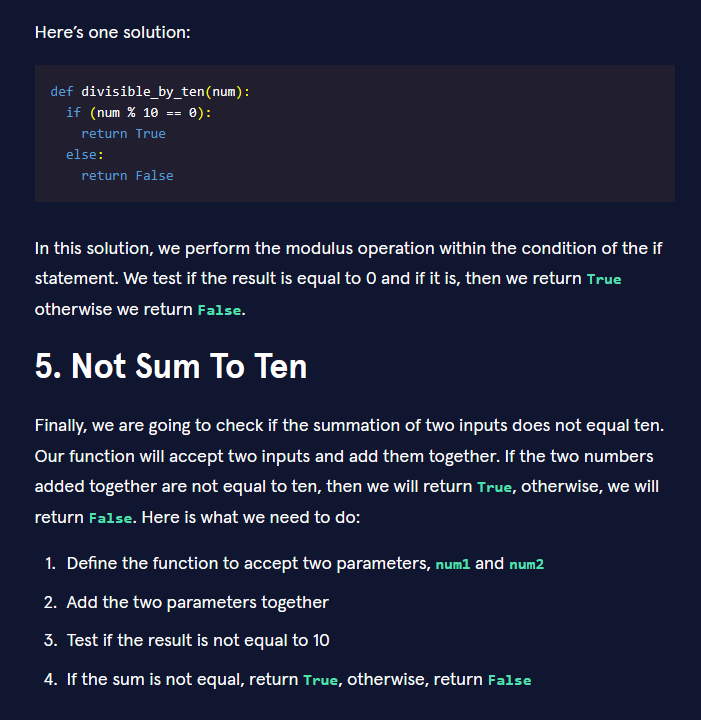 Here’s one solution:
def divisible_by_ten(num):
  if (num % 10 == 0):
    return True
  else:
    return False
In this solution, we perform the modulus operation within the condition of the if
statement. We test if the result is equal to 0 and if it is, then we return True
otherwise we return False.
5. Not Sum To Ten
Finally, we are going to check if the summation of two inputs does not equal ten.
Our function will accept two inputs and add them together. If the two numbers
added together are not equal to ten, then we will return True, otherwise, we will
return False. Here is what we need to do:
1. Define the function to accept two parameters, num1 and num2
2. Add the two parameters together
3. Test if the result is not equal to 10
4. If the sum is not equal, return True, otherwise, return False